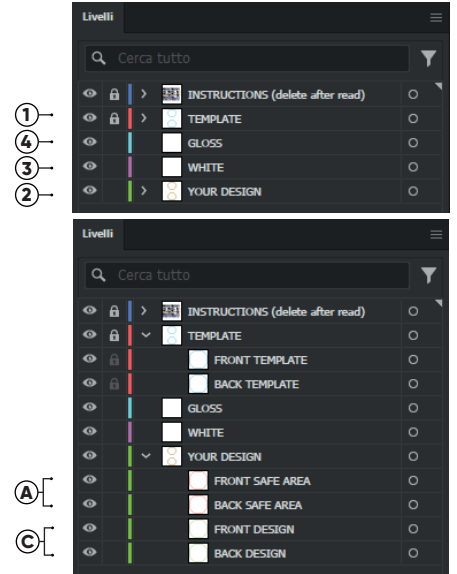 Livelli
Cerca tutto
INSTRUCTIONS (delete after read)
1 TEMPLATE
4 GLOSS
3 WHITE
2 YOUR DESIGN
Livelli
Cerca tutto
INSTRUCTIONS (delete after read)
TEMPLATE
FRONT TEMPLATE
BACK TEMPLATE
GLOSS
WHITE
YOUR DESIGN
A
FRONT SAFE AREA
BACK SAFE AREA
C
FRONT DESIGN
BACK DESIGN